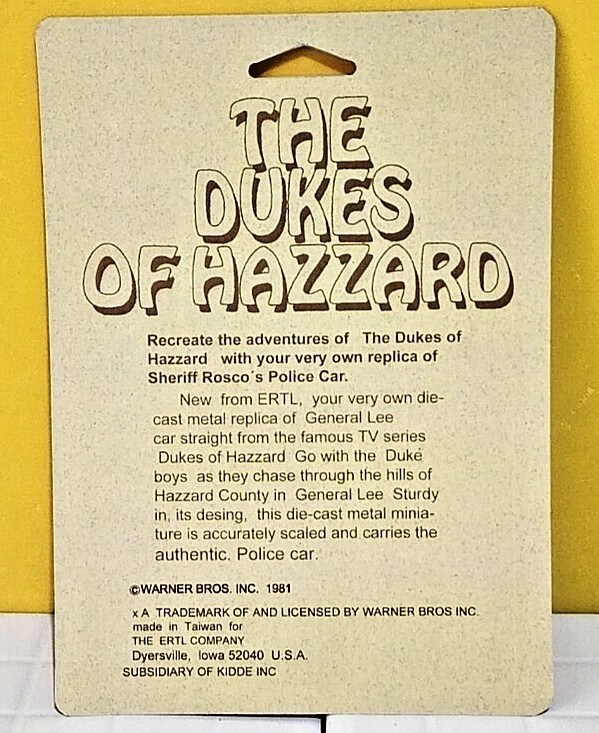 THE
DUKES
OF HAZZARD
Recreate the adventures of The Dukes of
Hazzard with your very own replica of
Sheriff Rosco´s Police Car.
New from ERTL, your very own die-
cast metal replica of General Lee
car straight from the famous TV series
Dukes of Hazzard Go with the Duké
boys as they chase through the hills of
Hazzard County in General Lee Sturdy
in, its desing, this die-cast metal minia-
ture is accurately scaled and carries the
authentic. Police car.
©WARNER BROS. INC. 1981
x A TRADEMARK OF AND LICENSED BY WARNER BROS INC.
made in Taiwan for
THE ERTL COMPANY
Dyersville, Iowa 52040 U.S.A.
SUBSIDIARY OF KIDDE INC